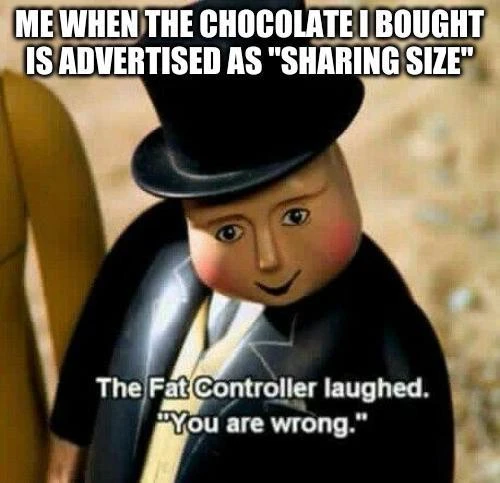 ME WHEN THE CHOCOLATE I BOUGHT
IS ADVERTISED AS "SHARING SIZE"
The Fat Controller laughed.
"You are wrong."